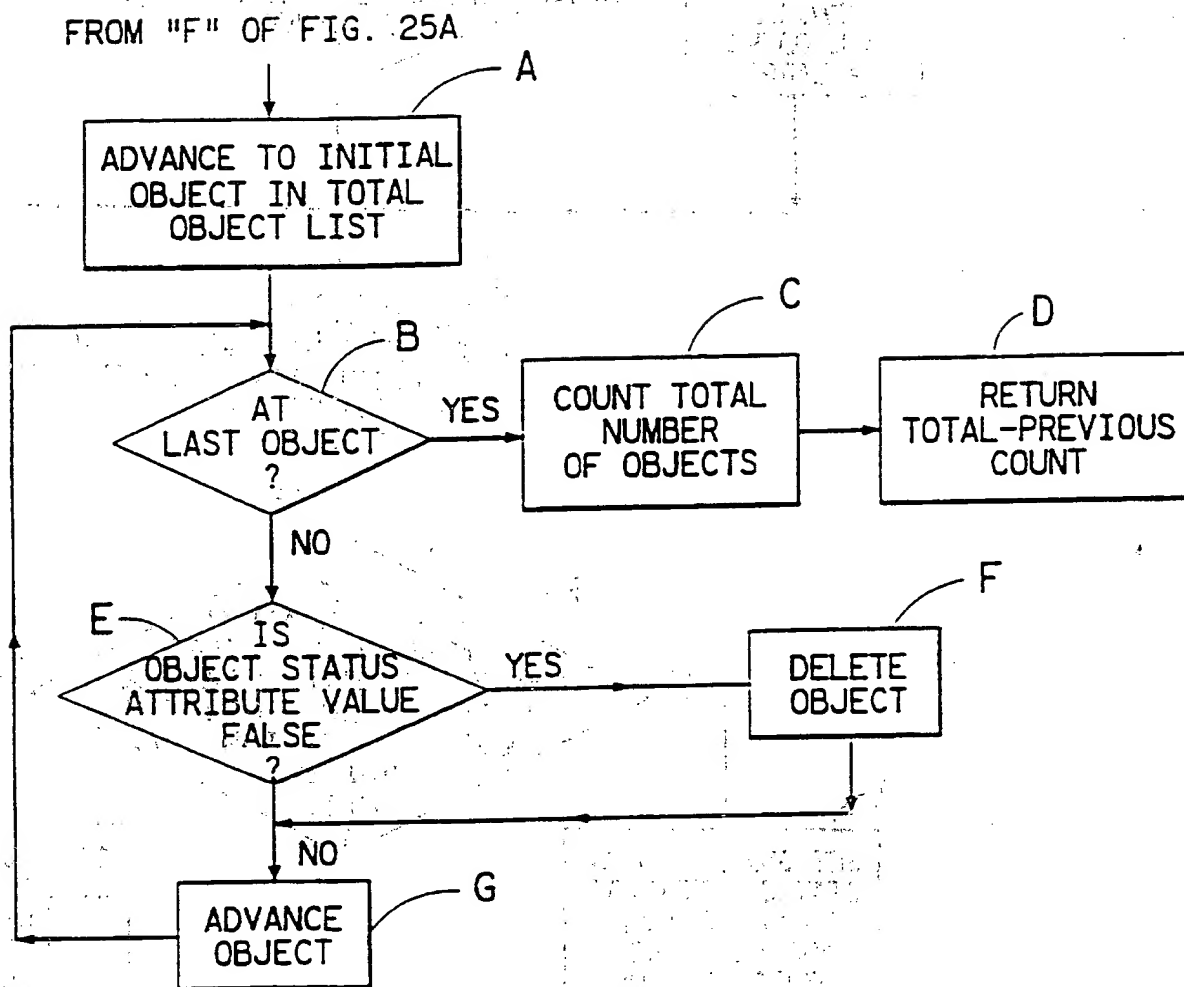 FROM "F" OF FIG. 25A
A
ADVANCE TO INITIAL
OBJECT IN TOTAL
OBJECT LIST
B
AT
LAST OBJECT
?
YES
C
COUNT TOTAL
NUMBER
OF OBJECTS
D
RETURN
TOTAL-PREVIOUS
COUNT
NO
E
IS
OBJECT STATUS
ATTRIBUTE VALUE
FALSE
?
YES
F
DELETE
OBJECT
NO
G
ADVANCE
OBJECT